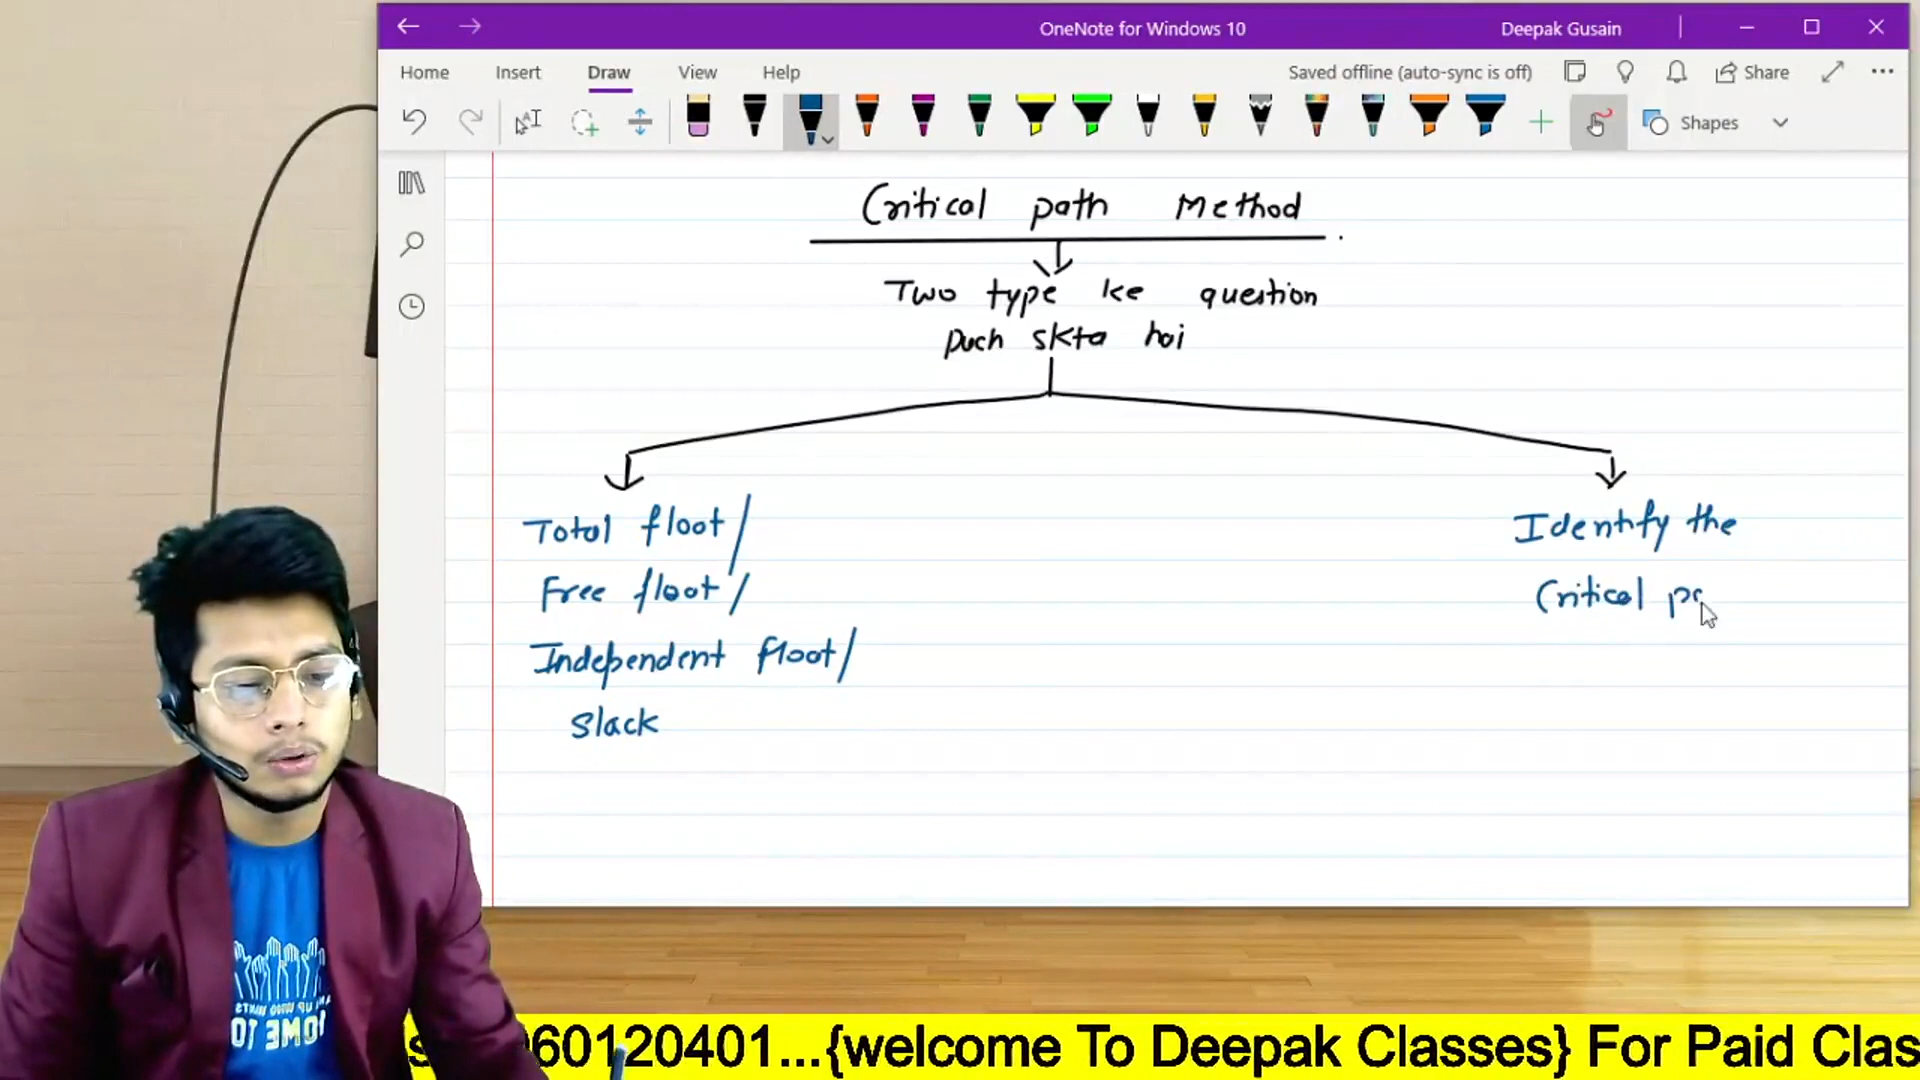 OneNote for Windows 10
Deepak Gusain
Home Insert Draw View Help
Saved offline (auto-sync is off)
Share
Shapes
Critical path Method
Two type ke question
puch skta hai
Total float/
Free float/
Independent float/
Slack
Identify the
Critical pa
60120401...{welcome To Deepak Classes} For Paid Clas